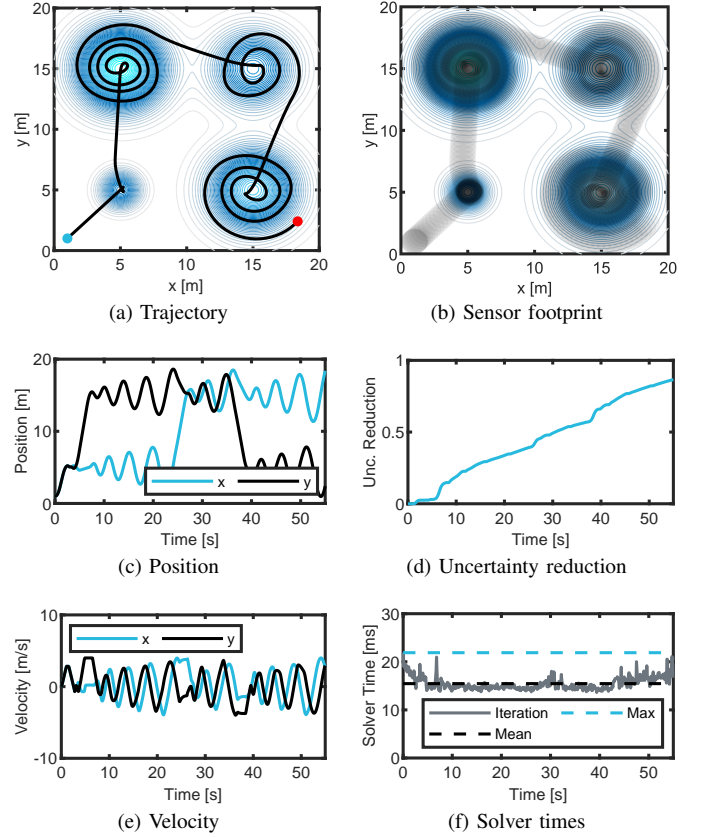 20
15
10
5
0
y [m]
0 5 10 15 20
x [m]
(a) Trajectory
20
15
10
5
0
y [m]
0 5 10 15 20
x [m]
(b) Sensor footprint
20
10
0
Position [m]
x y
0 10 20 30 40 50
Time [s]
(c) Position
1
0.5
0
Unc. Reduction
0 10 20 30 40 50
Time [s]
(d) Uncertainty reduction
10
0
-10
Velocity [m/s]
x y
0 10 20 30 40 50
Time [s]
(e) Velocity
30
20
10
0
Solver Time [ms]
Iteration Max
Mean
0 10 20 30 40 50
Time [s]
(f) Solver times